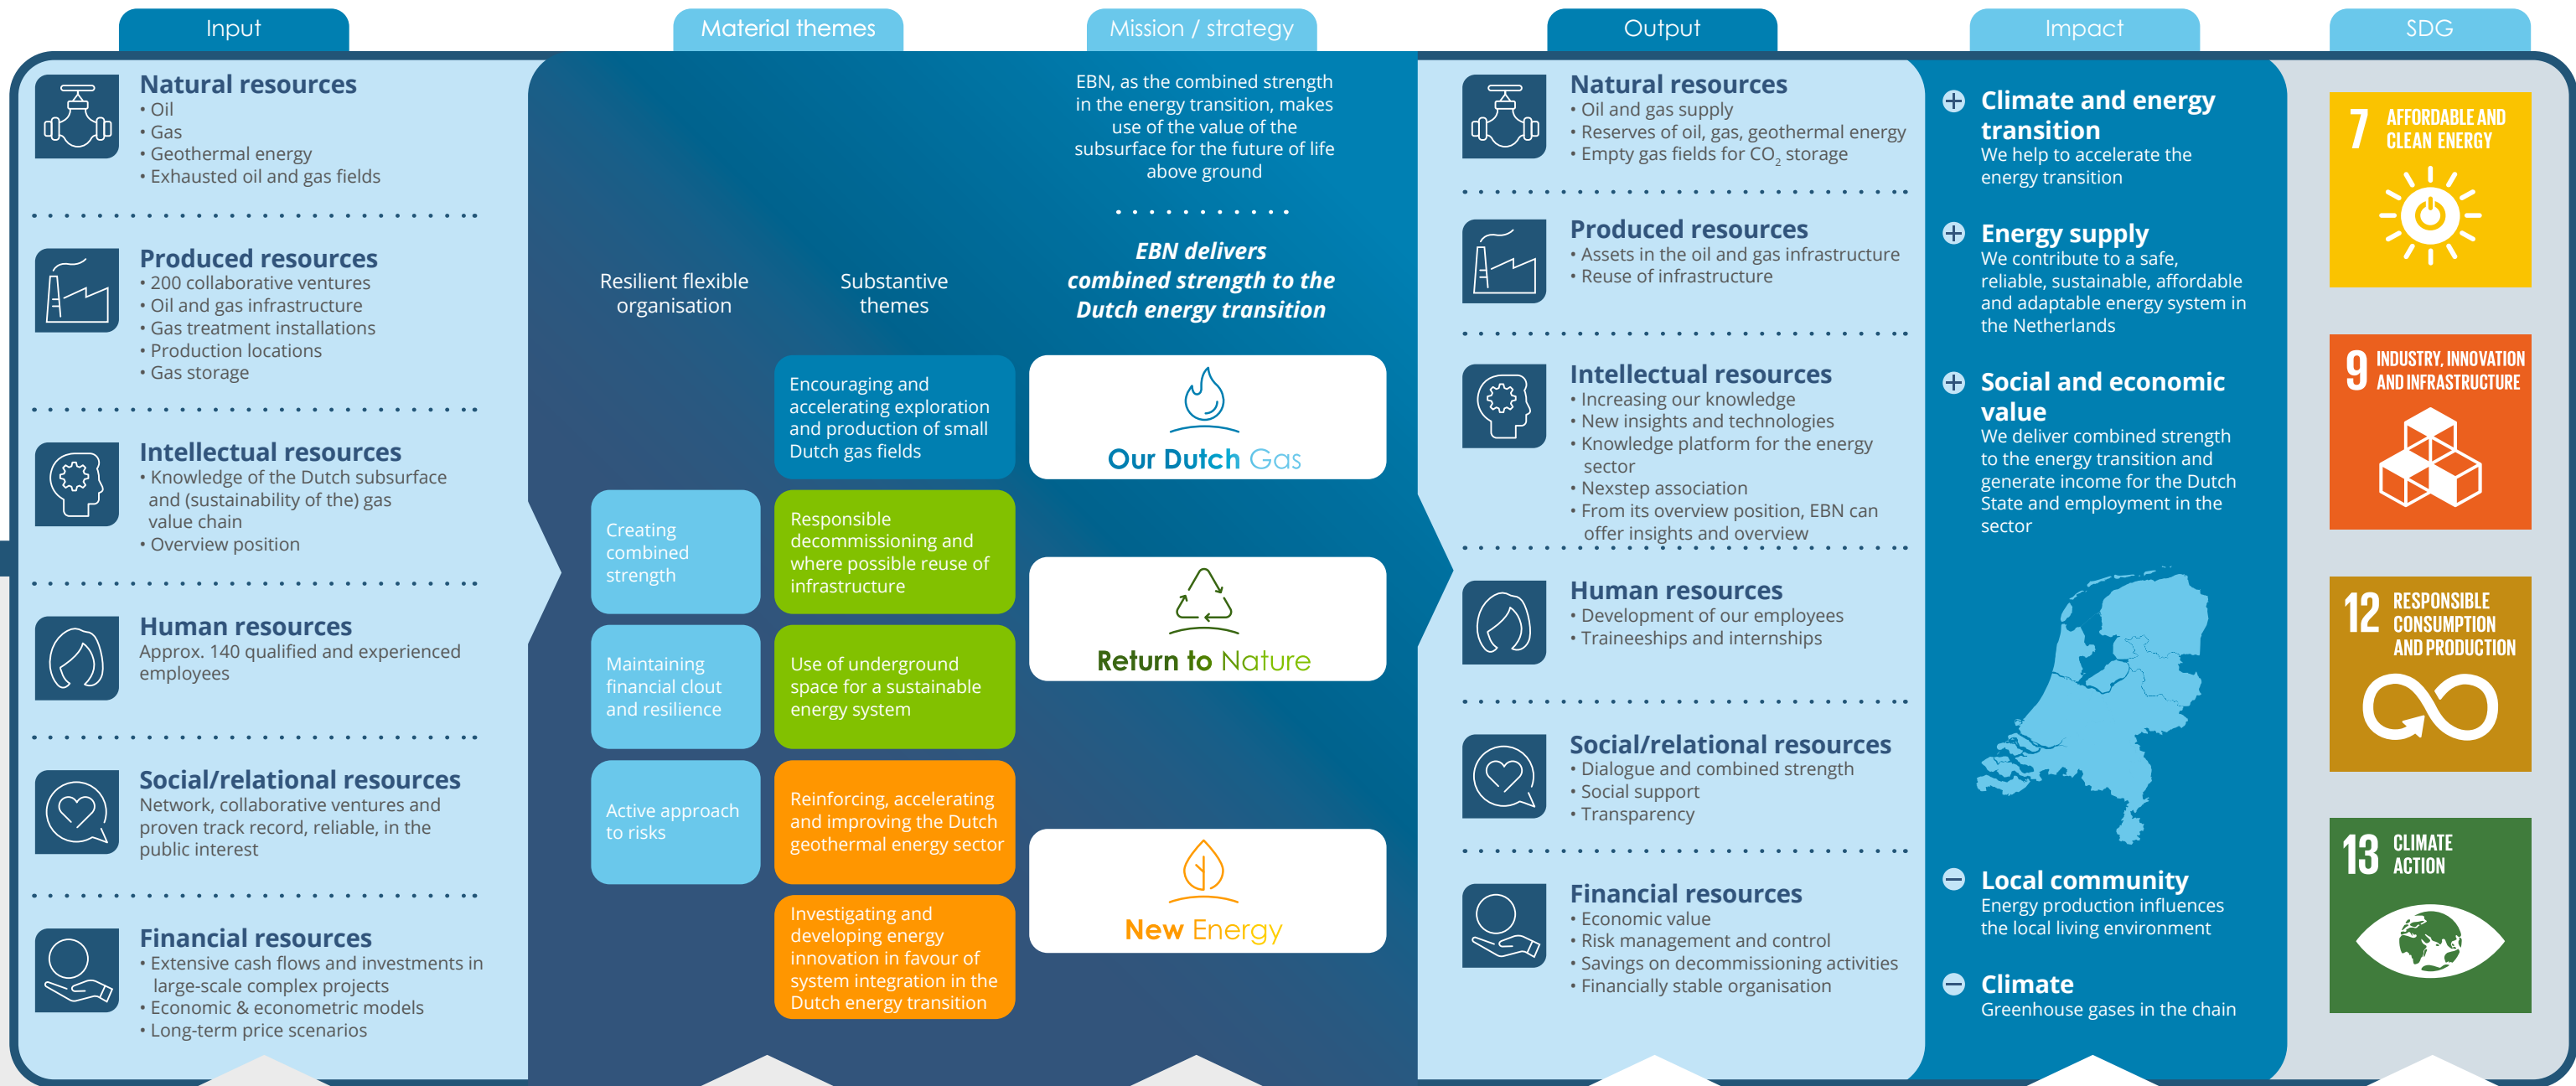 Input
Material themes
Mission / strategy
Output
Impact
SDG
Natural resources
• Oil
• Gas
• Geothermal energy
• Exhausted oil and gas fields
Produced resources
• 200 collaborative ventures
• Oil and gas infrastructure
• Gas treatment installations
• Production locations
• Gas storage
Intellectual resources
• Knowledge of the Dutch subsurface
and (sustainability of the) gas
value chain
• Overview position
Human resources
Approx. 140 qualified and experienced
employees
Social/relational resources
Network, collaborative ventures and
proven track record, reliable, in the
public interest
Financial resources
• Extensive cash flows and investments in
large-scale complex projects
• Economic & econometric models
• Long-term price scenarios
Resilient flexible
organisation
Creating
combined
strength
Maintaining
financial clout
and resilience
Active approach
to risks
Substantive
themes
Encouraging and
accelerating exploration
and production of small
Dutch gas fields
Responsible
decommissioning and
where possible reuse of
infrastructure
Use of underground
space for a sustainable
energy system
Reinforcing, accelerating
and improving the Dutch
geothermal energy sector
Investigating and
developing energy
innovation in favour of
system integration in the
Dutch energy transition
EBN, as the combined strength
in the energy transition, makes
use of the value of the
subsurface for the future of life
above ground
EBN delivers
combined strength to the
Dutch energy transition
Our Dutch Gas
Return to Nature
New Energy
Natural resources
• Oil and gas supply
• Reserves of oil, gas, geothermal energy
• Empty gas fields for CO2 storage
Produced resources
• Assets in the oil and gas infrastructure
• Reuse of infrastructure
Intellectual resources
• Increasing our knowledge
• New insights and technologies
• Knowledge platform for the energy
sector
• Nexstep association
• From its overview position, EBN can
offer insights and overview
Human resources
• Development of our employees
• Traineeships and internships
Social/relational resources
• Dialogue and combined strength
• Social support
• Transparency
Financial resources
• Economic value
• Risk management and control
• Savings on decommissioning activities
• Financially stable organisation
Climate and energy
transition
We help to accelerate the
energy transition
Energy supply
We contribute to a safe,
reliable, sustainable, affordable
and adaptable energy system in
the Netherlands
Social and economic
value
We deliver combined strength
to the energy transition and
generate income for the Dutch
State and employment in the
sector
Local community
Energy production influences
the local living environment
Climate
Greenhouse gases in the chain
7 AFFORDABLE AND
CLEAN ENERGY
9 INDUSTRY, INNOVATION
AND INFRASTRUCTURE
12 RESPONSIBLE
CONSUMPTION
AND PRODUCTION
13 CLIMATE
ACTION